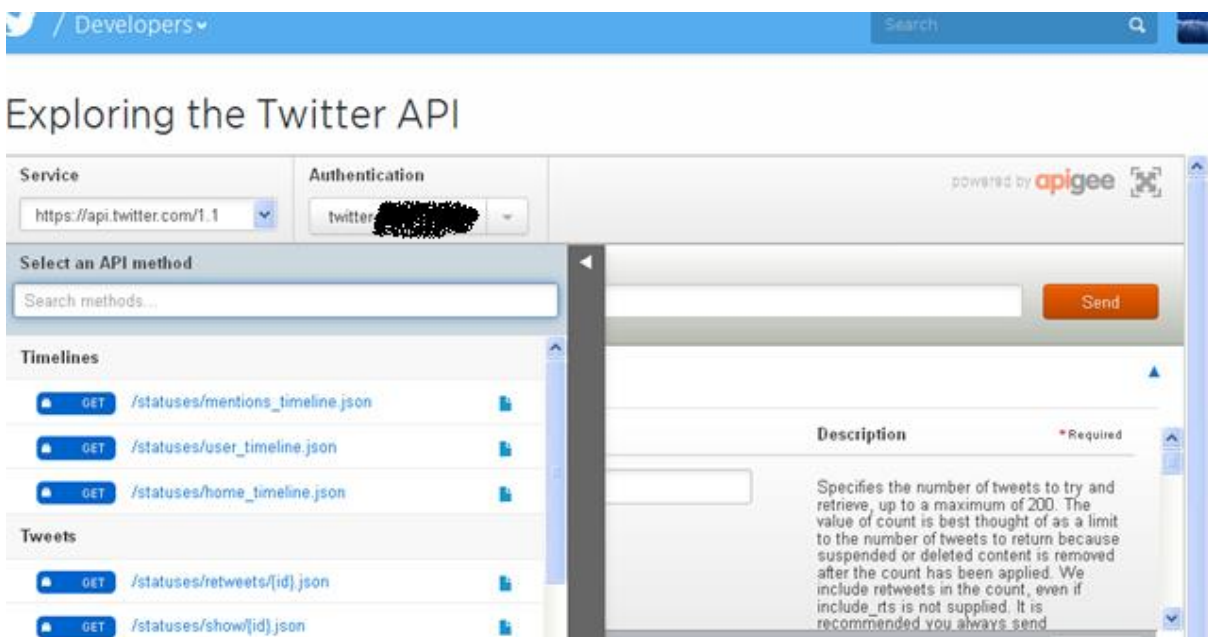 / Developers
Search
Exploring the Twitter API
Service
Authentication
powered by apigee
https://api.twitter.com/1.1
twitter
Select an API method
Search methods...
Send
Timelines
GET /statuses/mentions_timeline.json
GET /statuses/user_timeline.json
GET /statuses/home_timeline.json
Tweets
GET /statuses/retweets/{id}.json
GET /statuses/show/{id}.json
Description
*Required
Specifies the number of tweets to try and
retrieve, up to a maximum of 200. The
value of count is best thought of as a limit
to the number of tweets to return because
suspended or deleted content is removed
after the count has been applied. We
include retweets in the count, even if
include_rts is not supplied. It is
recommended you always send